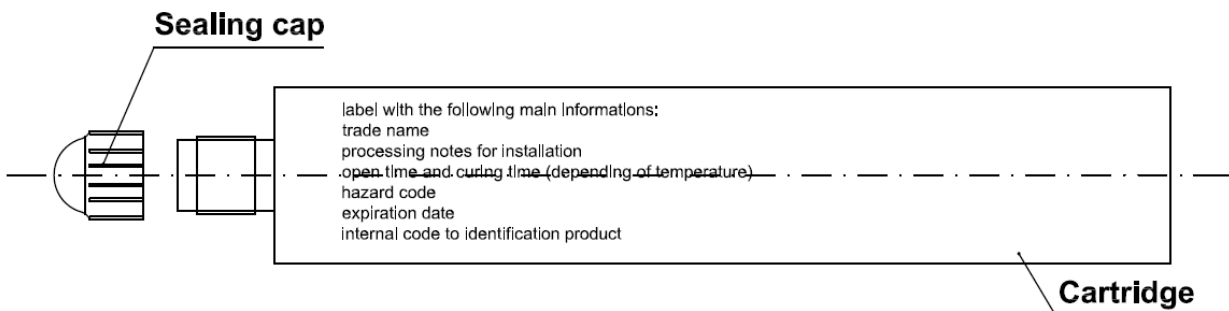 Sealing cap
label with the following main informations:
trade name
processing notes for installation
open time and curing time (depending of temperature)
hazard code
expiration date
internal code to identification product
Cartridge